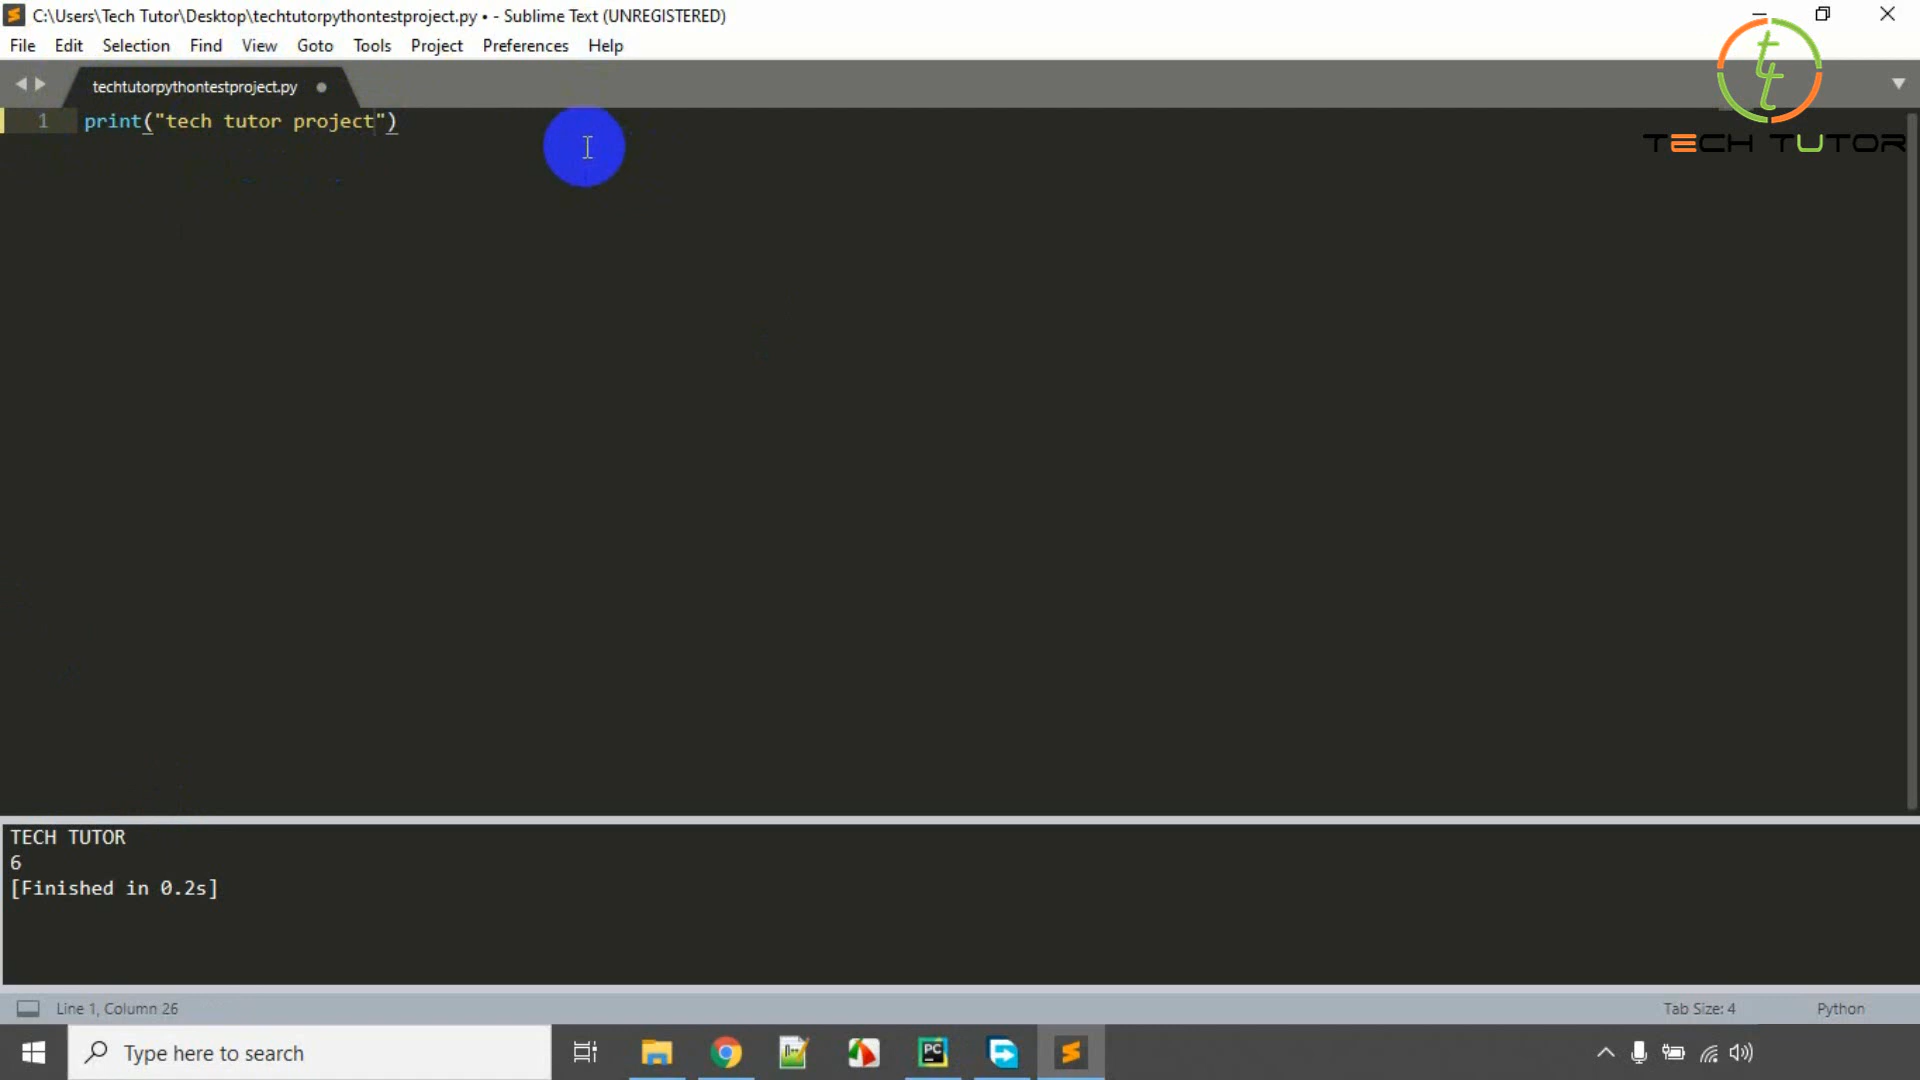 C:\Users\Tech Tutor\Desktop\techtutorpythontestproject.py • - Sublime Text (UNREGISTERED)
File Edit Selection Find View Goto Tools Project Preferences Help
techtutorpythontestproject.py
1 print("tech tutor project")
TECH TUTOR
TECH TUTOR
6
[Finished in 0.2s]
Line 1, Column 26 Tab Size: 4 Python
Type here to search